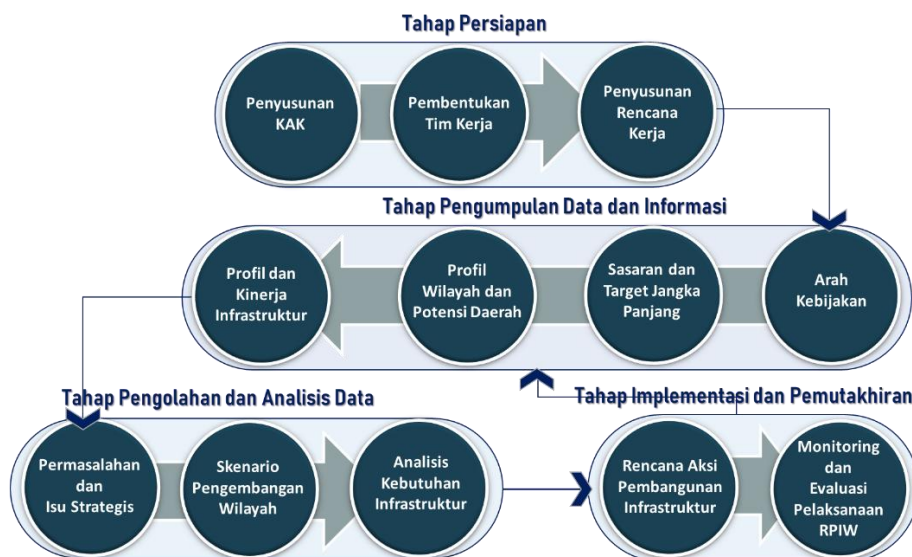 Tahap Persiapan
Penyusunan
KAK
Pembentukan
Tim Kerja
Penyusunan
Rencana
Kerja
Tahap Pengumpulan Data dan Informasi
Profil dan
Kinerja
Infrastruktur
Profil
Wilayah dan
Potensi Daerah
Sasaran dan
Target Jangka
Panjang
Arah
Kebijakan
Tahap Pengolahan dan Analisis Data
Permasalahan
dan
Isu Strategis
Skenario
Pengembangan
Wilayah
Analisis
Kebutuhan
Infrastruktur
Tahap Implementasi dan Pemutakhiran
Rencana Aksi
Pembangunan
Infrastruktur
Monitoring
dan
Evaluasi
Pelaksanaan
RPIW